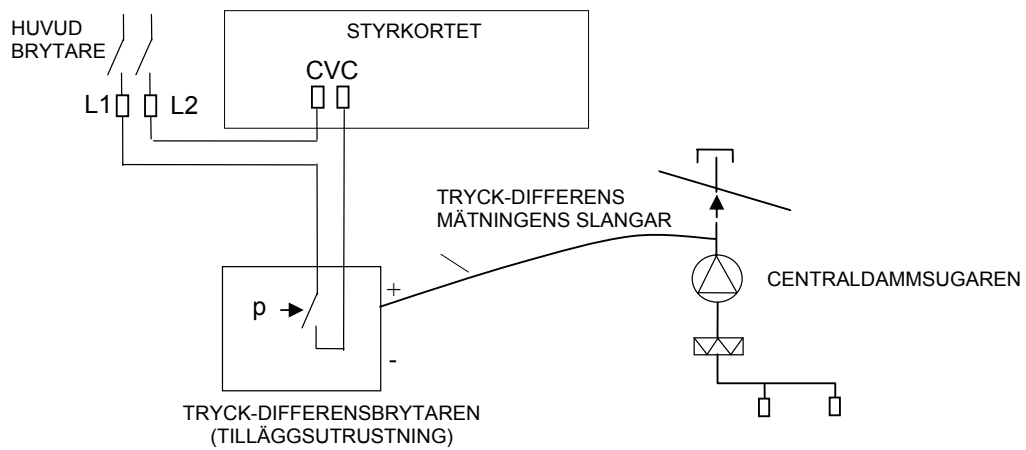 HUVUD
BRYTARE
STYRKORTET
CVC
L1
L2
TRYCK-DIFFERENS
MÄTNINGENS SLANGAR
CENTRALDAMMSUGAREN
p
+
-
TRYCK-DIFFERENSBRYTAREN
(TILLÄGGSUTRUSTNING)